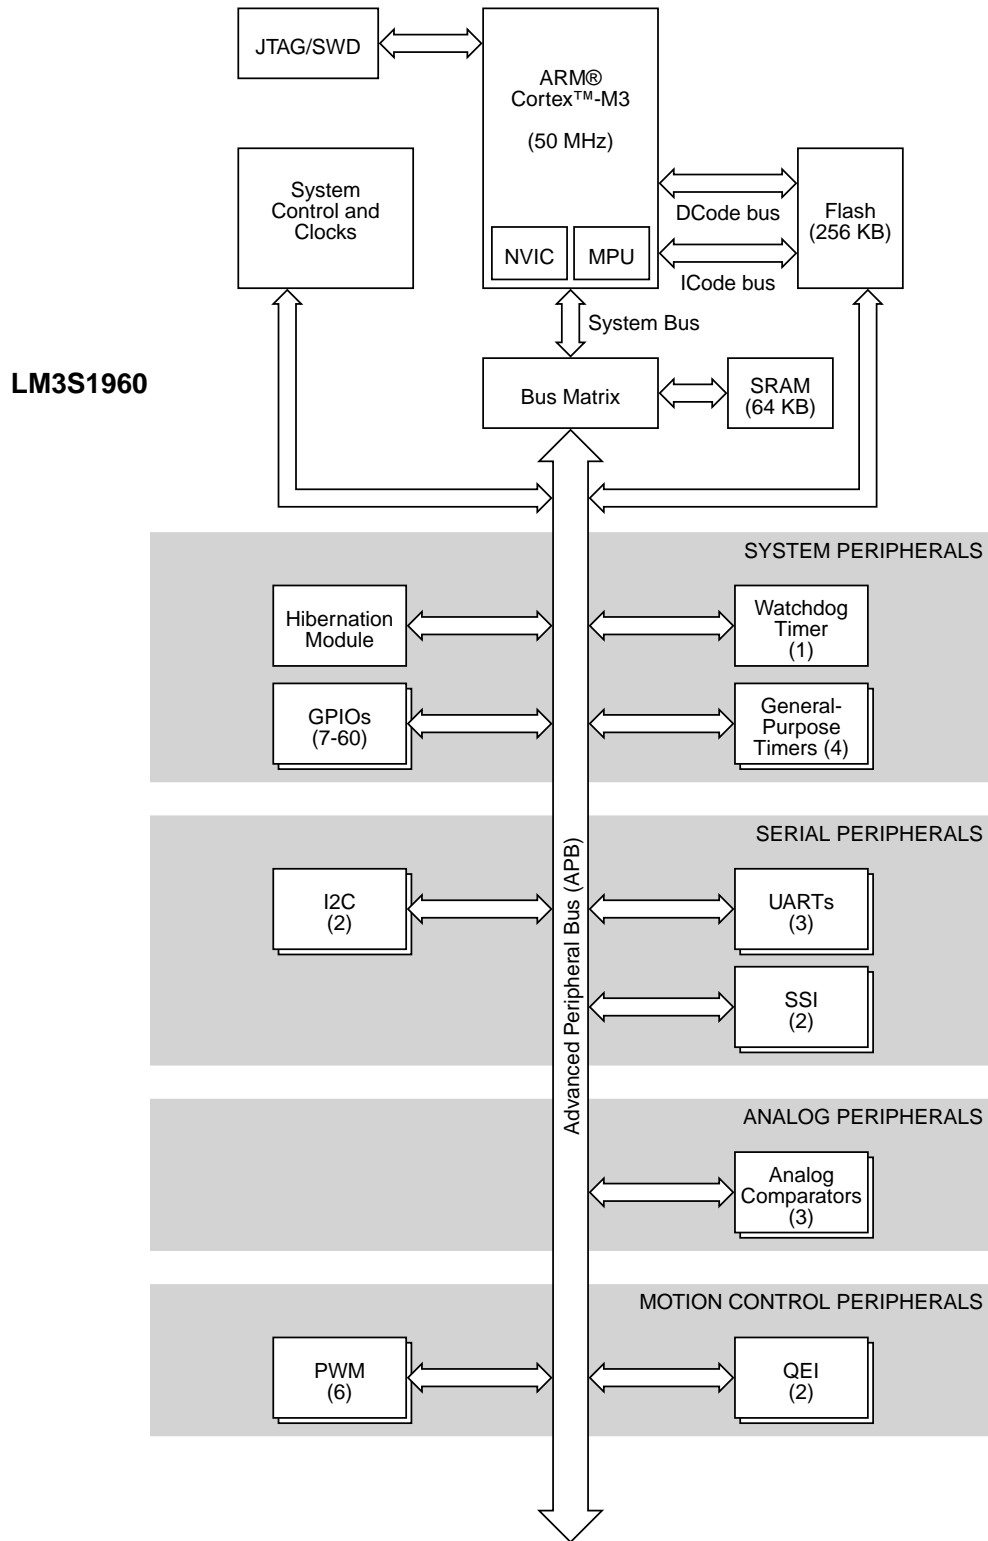 JTAG/SWD
ARM®
Cortex™-M3
(50 MHz)
NVIC
MPU
System
Control and
Clocks
DCode bus
ICode bus
Flash
(256 KB)
System Bus
LM3S1960
Bus Matrix
SRAM
(64 KB)
SYSTEM PERIPHERALS
Hibernation
Module
Watchdog
Timer
(1)
GPIOs
(7-60)
General-
Purpose
Timers (4)
Advanced Peripheral Bus (APB)
SERIAL PERIPHERALS
I2C
(2)
UARTs
(3)
SSI
(2)
ANALOG PERIPHERALS
Analog
Comparators
(3)
MOTION CONTROL PERIPHERALS
PWM
(6)
QEI
(2)